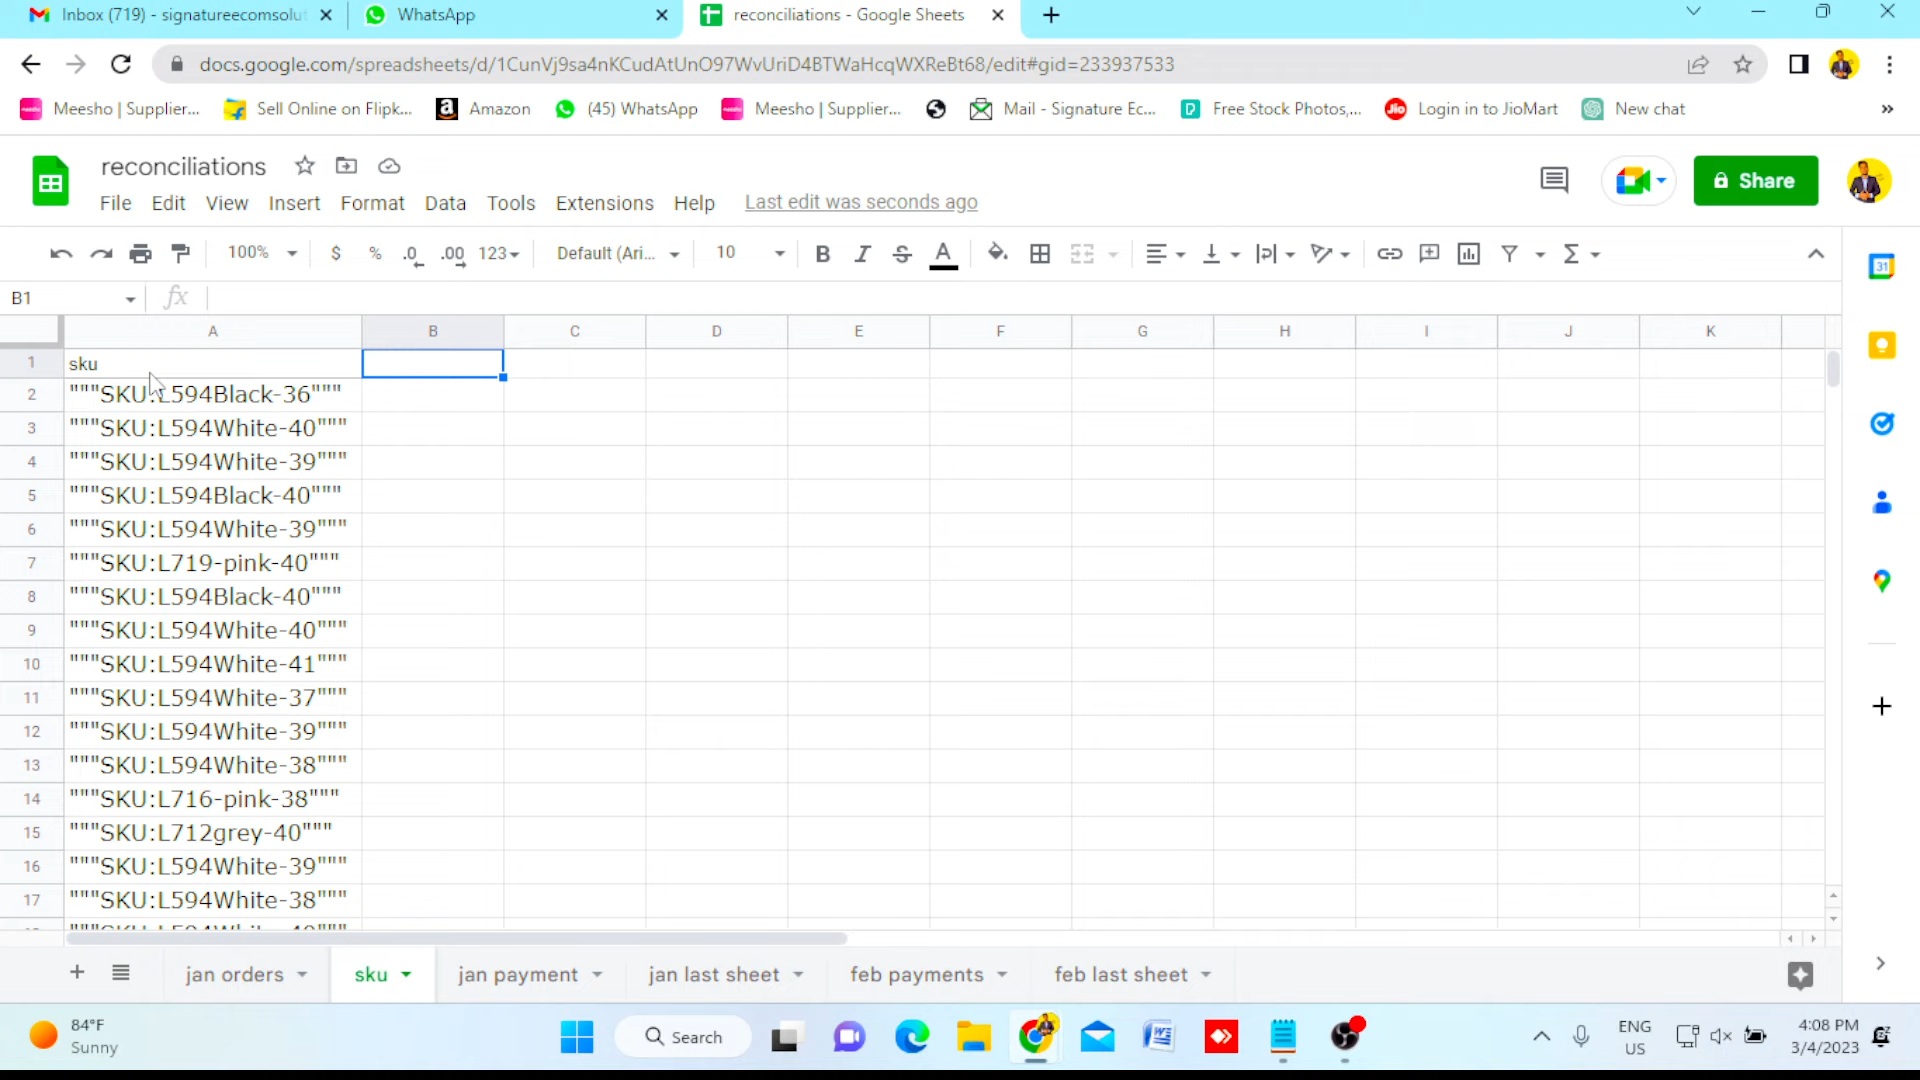 Inbox (719) - signatureecomsolut
WhatsApp
reconciliations - Google Sheets
docs.google.com/spreadsheets/d/1CunVj9sa4nKCudAtUnO97WvUriD4BTWaHcqWXReBt68/edit#gid=233937533
Meesho | Supplier... Sell Online on Flipk... Amazon (45) WhatsApp Meesho | Supplier... Mail - Signature Ec... Free Stock Photos,... Login in to JioMart New chat »
reconciliations
Share
File Edit View Insert Format Data Tools Extensions Help Last edit was seconds ago
100% $ % .0 .00 123 Default (Ari... 10 B I S A Σ
31
B1 fx
A B C D E F G H I J K
1 sku
2 """SKU:L594Black-36"""
3 """SKU:L594White-40"""
4 """SKU:L594White-39"""
5 """SKU:L594Black-40"""
6 """SKU:L594White-39"""
7 """SKU:L719-pink-40"""
8 """SKU:L594Black-40"""
9 """SKU:L594White-40"""
10 """SKU:L594White-41"""
11 """SKU:L594White-37"""
12 """SKU:L594White-39"""
13 """SKU:L594White-38"""
14 """SKU:L716-pink-38"""
15 """SKU:L712grey-40"""
16 """SKU:L594White-39"""
17 """SKU:L594White-38"""
jan orders sku jan payment jan last sheet feb payments feb last sheet
84°F
Sunny
Search
ENG
US
4:08 PM
3/4/2023